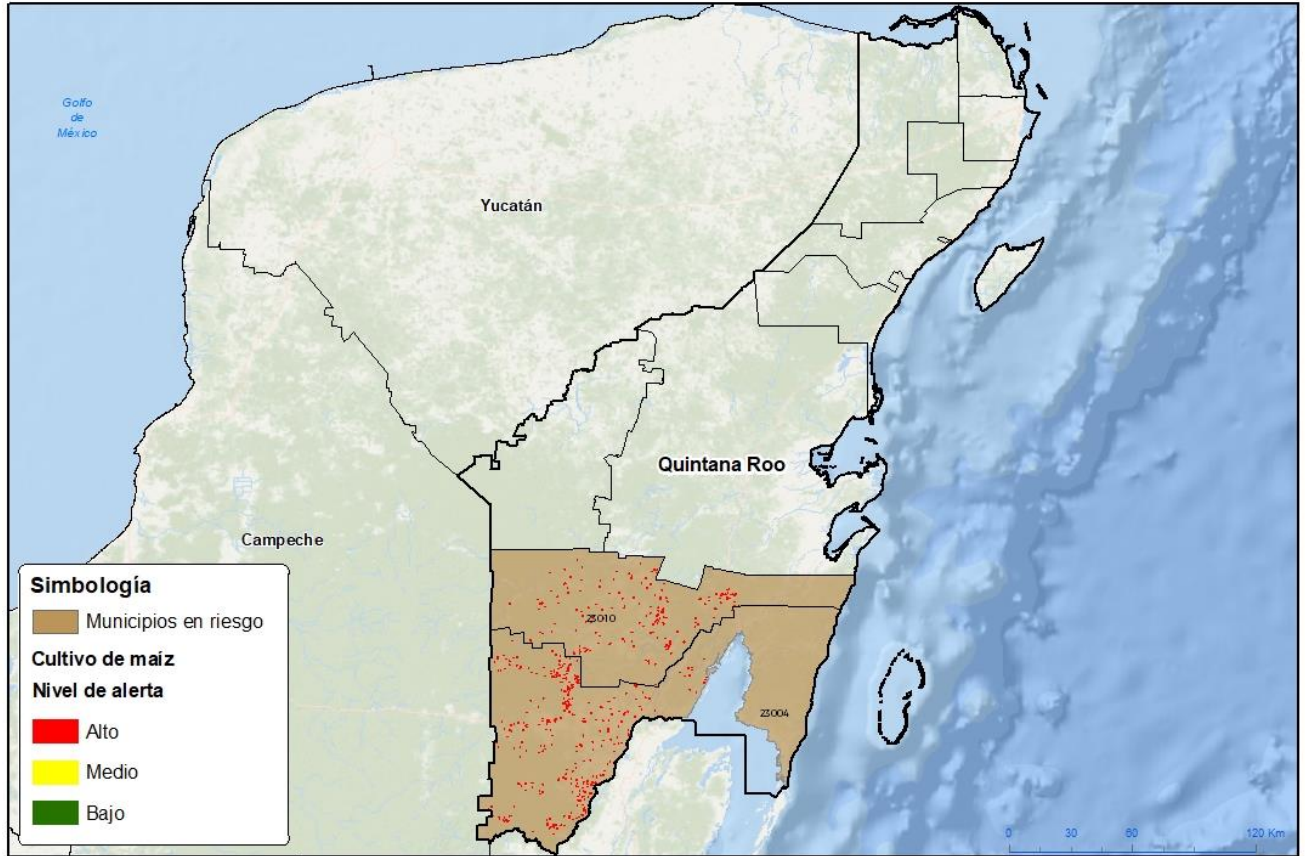 Golfo
de
México
Yucatán
Quintana Roo
Campeche
23010
23004
Simbología
Municipios en riesgo
Cultivo de maíz
Nivel de alerta
Alto
Medio
Bajo
0 30 60 120 Km